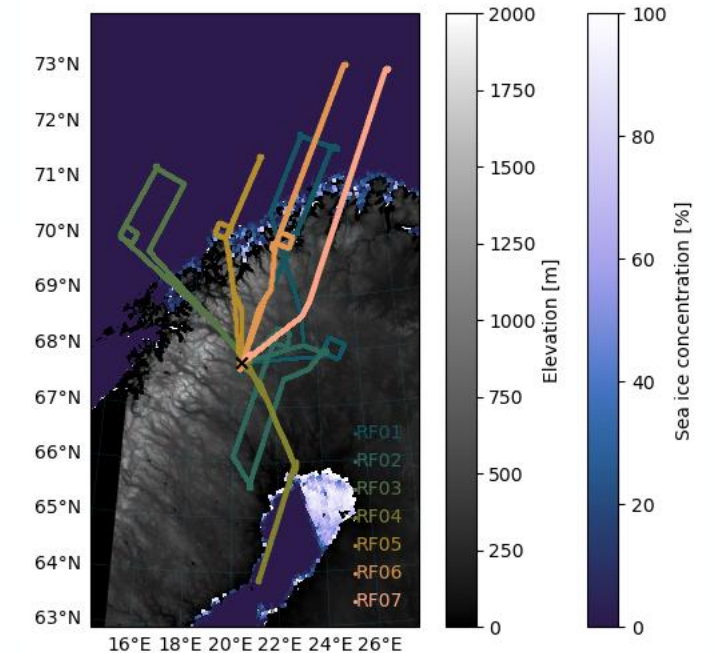 73°N
72°N
71°N
70°N
69°N
68°N
67°N
66°N
65°N
64°N
63°N
16°E 18°E 20°E 22°E 24°E 26°E
RF01
RF02
RF03
RF04
RF05
RF06
RF07
2000
1750
1500
1250
1000
750
500
250
0
Elevation [m]
100
80
60
40
20
0
Sea ice concentration [%]